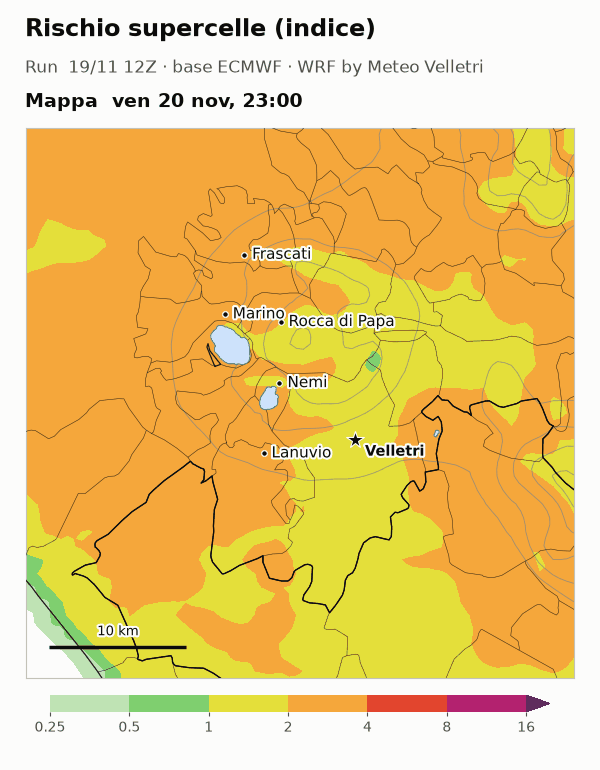 Rischio supercelle (indice)
Run  19/11 12Z · base ECMWF · WRF by Meteo Velletri
Mappa  ven 20 nov, 23:00
Frascati
Marino
Rocca di Papa
Nemi
Velletri
Lanuvio
10 km
0.25 0.5 1 2 4 8 16